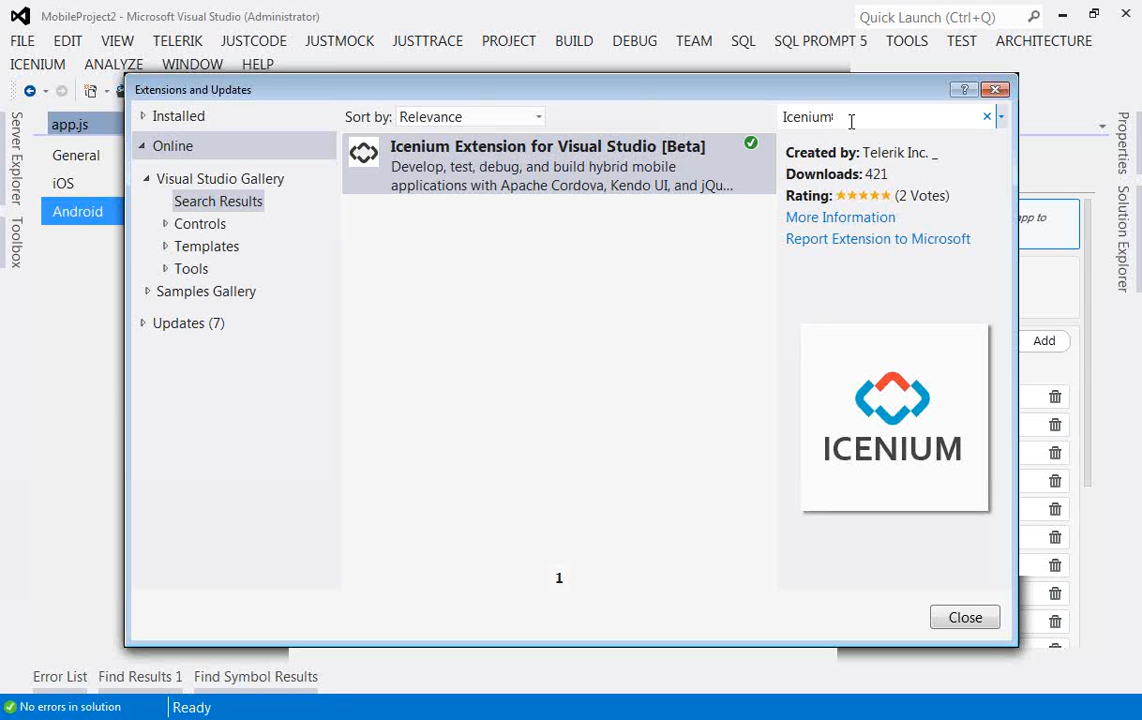 MobileProject2 - Microsoft Visual Studio (Administrator)
Quick Launch (Ctrl+Q)
FILE EDIT VIEW TELERIK JUSTCODE JUSTMOCK JUSTTRACE PROJECT BUILD DEBUG TEAM SQL SQL PROMPT 5 TOOLS TEST ARCHITECTURE
ICENIUM ANALYZE WINDOW HELP
Extensions and Updates
Server Explorer
Toolbox
app.js
General
iOS
Android
Installed
Online
Visual Studio Gallery
Search Results
Controls
Templates
Tools
Samples Gallery
Updates (7)
Sort by: Relevance
Icenium Extension for Visual Studio [Beta]
Develop, test, debug, and build hybrid mobile
applications with Apache Cordova, Kendo UI, and jQu...
1
Icenium
Created by: Telerik Inc. _
Downloads: 421
Rating: (2 Votes)
More Information
Report Extension to Microsoft
ICENIUM
Close
app to
Add
Properties
Solution Explorer
Error List Find Results 1 Find Symbol Results
No errors in solution
Ready